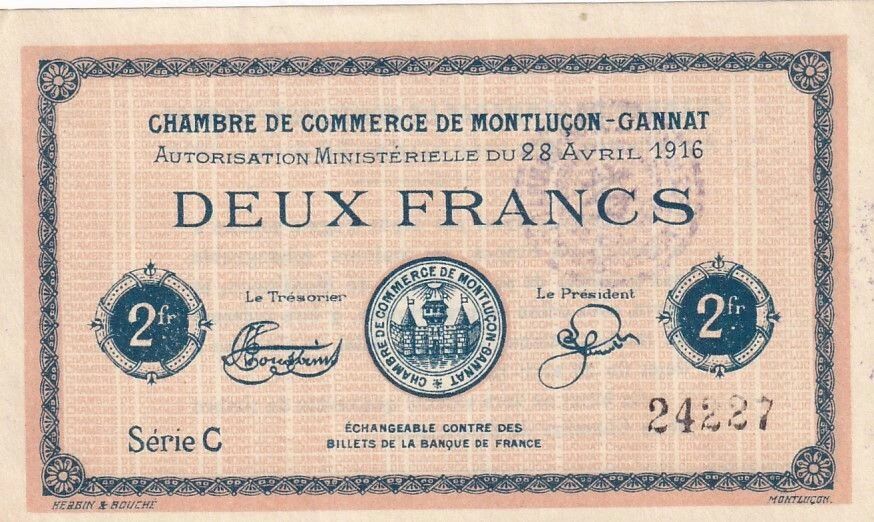 CHAMBRE DE COMMERCE DE MONTLUÇON-GANNAT
AUTORISATION MINISTÉRIELLE DU 28 AVRIL 1916
DEUX FRANCS
Le Trésorier
Le Président
2fr
CHAMBRE DE COMMERCE DE MONTLUÇON-GANNAT
2fr
Série C
ÉCHANGEABLE CONTRE DES
BILLETS DE LA BANQUE DE FRANCE
24227
HERBIN & BOUCHÉ
MONTLUÇON.